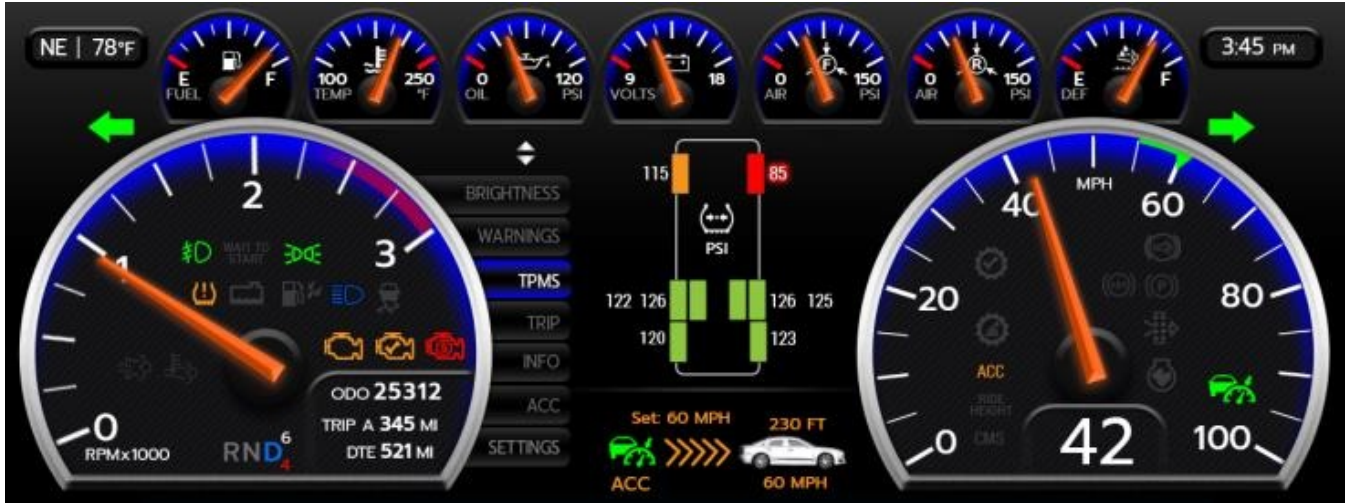 NE | 78°F
E F
FUEL
100 250
TEMP °F
0 120
OIL PSI
9 18
VOLTS
0 F 150
AIR PSI
0 R 150
AIR PSI
E F
DEF
3:45 PM
0 1 2 3
WAIT TO
START
RPMx1000
RND
6
4
ODO 25312
TRIP A 345 MI
DTE 521 MI
BRIGHTNESS
WARNINGS
TPMS
TRIP
INFO
ACC
SETTINGS
115 85
PSI
122 126 126 125
120 123
Set: 60 MPH 230 FT
ACC 60 MPH
MPH
0 20 40 60 80 100
P
ACC
RIDE
HEIGHT
CMS
42